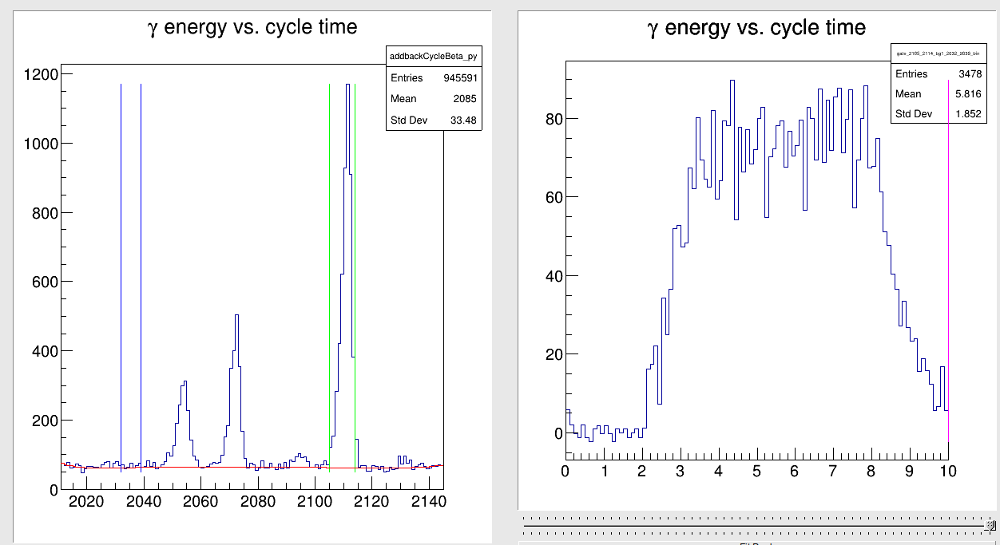 γ energy vs. cycle time
addbackCycleBeta_py
Entries 945591
Mean 2085
Std Dev 33.48
1200
1000
800
600
400
200
0
2020 2040 2060 2080 2100 2120 2140
γ energy vs. cycle time
gate_2105_2114_bg1_2032_2039_bin
Entries 3478
Mean 5.816
Std Dev 1.852
80
60
40
20
0
0 1 2 3 4 5 6 7 8 9 10